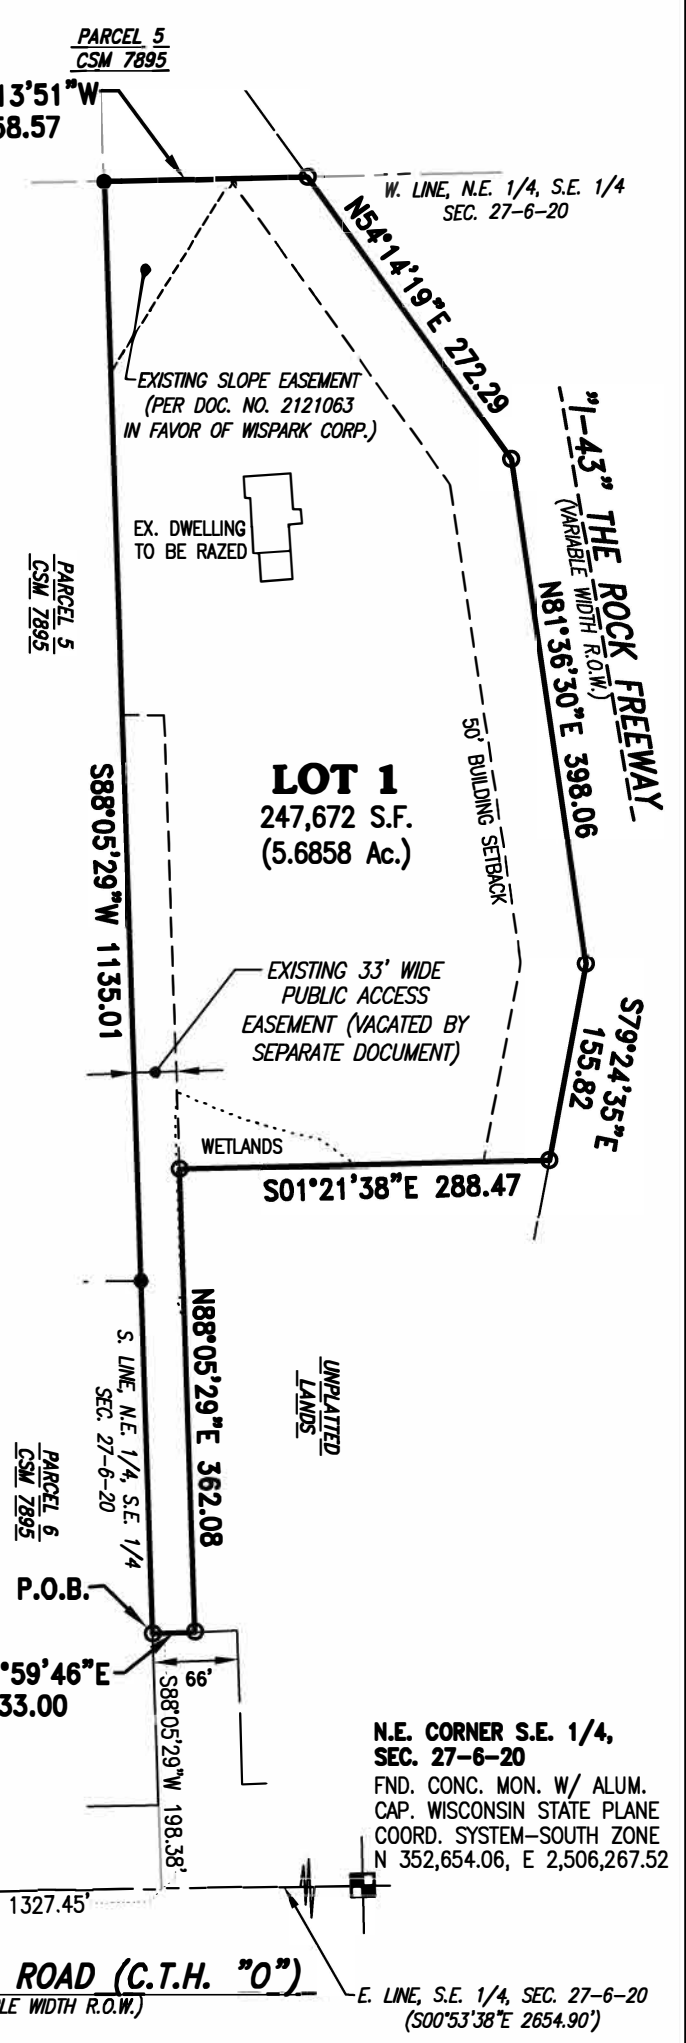 PARCEL 5
CSM 7895
13'51"W
58.57
W. LINE, N.E. 1/4, S.E. 1/4
SEC. 27-6-20
N54°14'19"E 272.29
EXISTING SLOPE EASEMENT
(PER DOC. NO. 2121063
IN FAVOR OF WISPARK CORP.)
"I-43" THE ROCK FREEWAY
(VARIABLE WIDTH R.O.W.)
EX. DWELLING
TO BE RAZED
PARCEL 5
CSM 7895
N81°36'30"E 398.06
50' BUILDING SETBACK
LOT 1
247,672 S.F.
(5.6858 Ac.)
S88°05'29"W 1135.01
EXISTING 33' WIDE
PUBLIC ACCESS
EASEMENT (VACATED BY
SEPARATE DOCUMENT)
S79°24'35"E
155.82
WETLANDS
S01°21'38"E 288.47
N88°05'29"E 362.08
S. LINE, N.E. 1/4, S.E. 1/4
SEC. 27-6-20
UNPLATTED
LANDS
PARCEL 6
CSM 7895
P.O.B.
°59'46"E
33.00
66'
S88°05'29"W 198.38'
N.E. CORNER S.E. 1/4,
SEC. 27-6-20
FND. CONC. MON. W/ ALUM.
CAP. WISCONSIN STATE PLANE
COORD. SYSTEM-SOUTH ZONE
N 352,654.06, E 2,506,267.52
1327.45'
ROAD (C.T.H. "O")
LE WIDTH R.O.W.)
E. LINE, S.E. 1/4, SEC. 27-6-20
(S00°53'38"E 2654.90')